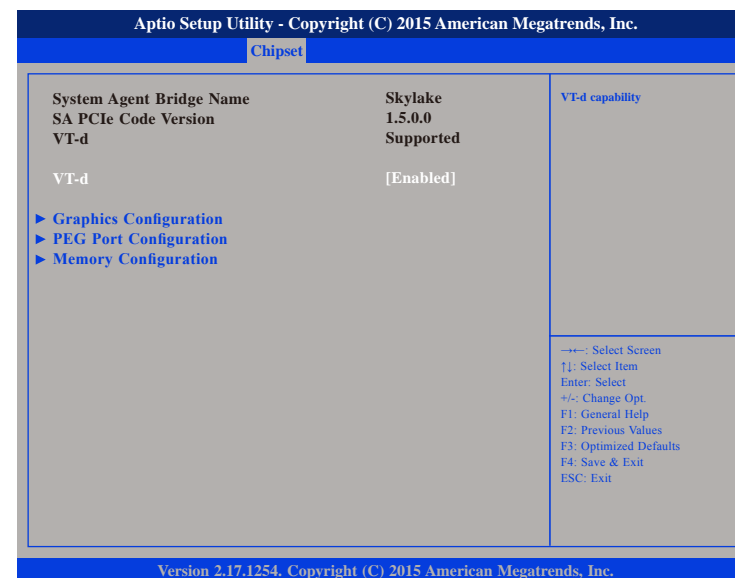 Aptio Setup Utility - Copyright (C) 2015 American Megatrends, Inc.
Chipset
System Agent Bridge Name Skylake
SA PCIe Code Version 1.5.0.0
VT-d Supported
VT-d [Enabled]
► Graphics Configuration
► PEG Port Configuration
► Memory Configuration
VT-d capability
→←: Select Screen
↑↓: Select Item
Enter: Select
+/-: Change Opt.
F1: General Help
F2: Previous Values
F3: Optimized Defaults
F4: Save & Exit
ESC: Exit
Version 2.17.1254. Copyright (C) 2015 American Megatrends, Inc.